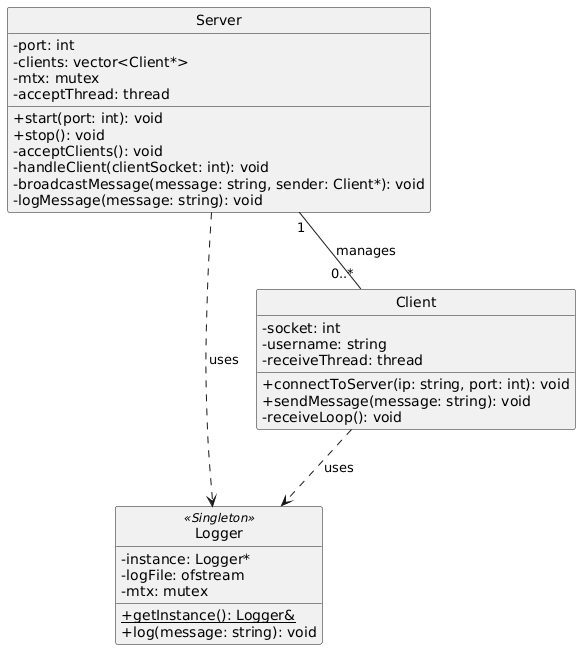 Server
-port: int
-clients: vector<Client*>
-mtx: mutex
-acceptThread: thread
+start(port: int): void
+stop(): void
-acceptClients(): void
-handleClient(clientSocket: int): void
-broadcastMessage(message: string, sender: Client*): void
-logMessage(message: string): void
1
manages
0..*
Client
-socket: int
-username: string
-receiveThread: thread
+connectToServer(ip: string, port: int): void
+sendMessage(message: string): void
-receiveLoop(): void
uses
uses
«Singleton»
Logger
-instance: Logger*
-logFile: ofstream
-mtx: mutex
+getInstance(): Logger&
+log(message: string): void